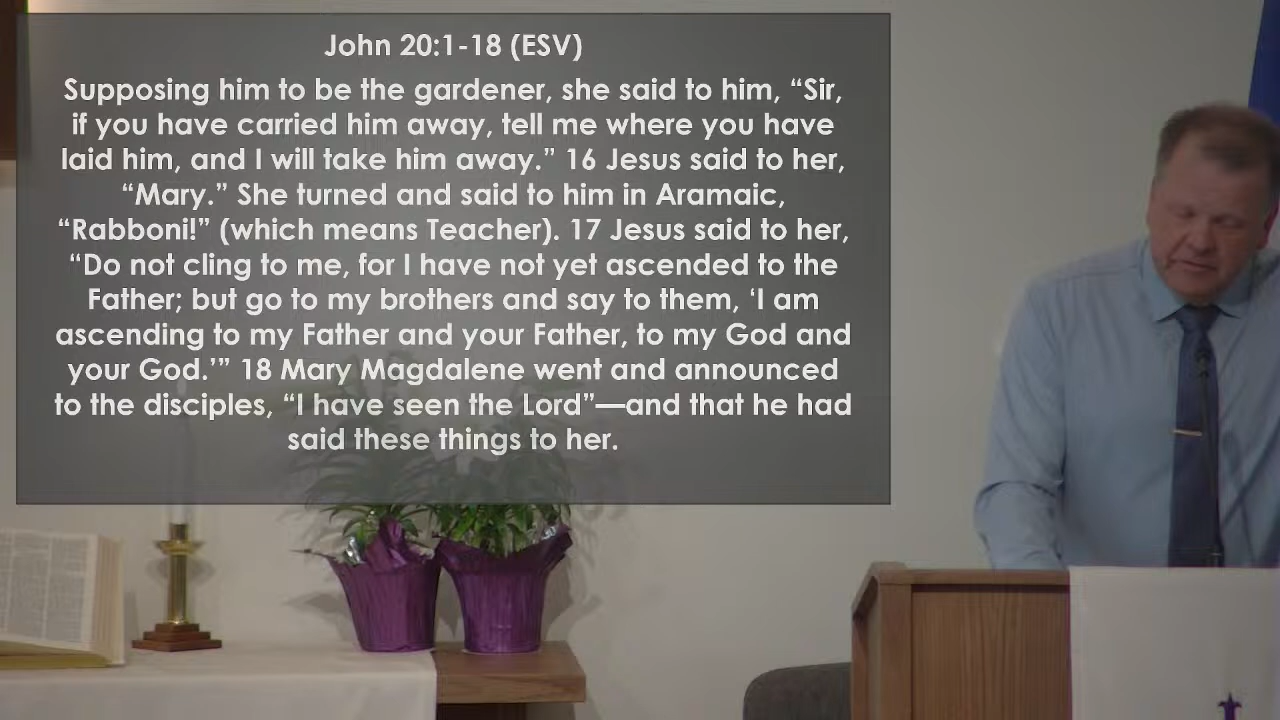 John 20:1-18 (ESV)
Supposing him to be the gardener, she said to him, “Sir,
if you have carried him away, tell me where you have
laid him, and I will take him away.” 16 Jesus said to her,
“Mary.” She turned and said to him in Aramaic,
“Rabboni!” (which means Teacher). 17 Jesus said to her,
“Do not cling to me, for I have not yet ascended to the
Father; but go to my brothers and say to them, ‘I am
ascending to my Father and your Father, to my God and
your God.’” 18 Mary Magdalene went and announced
to the disciples, “I have seen the Lord”—and that he had
said these things to her.